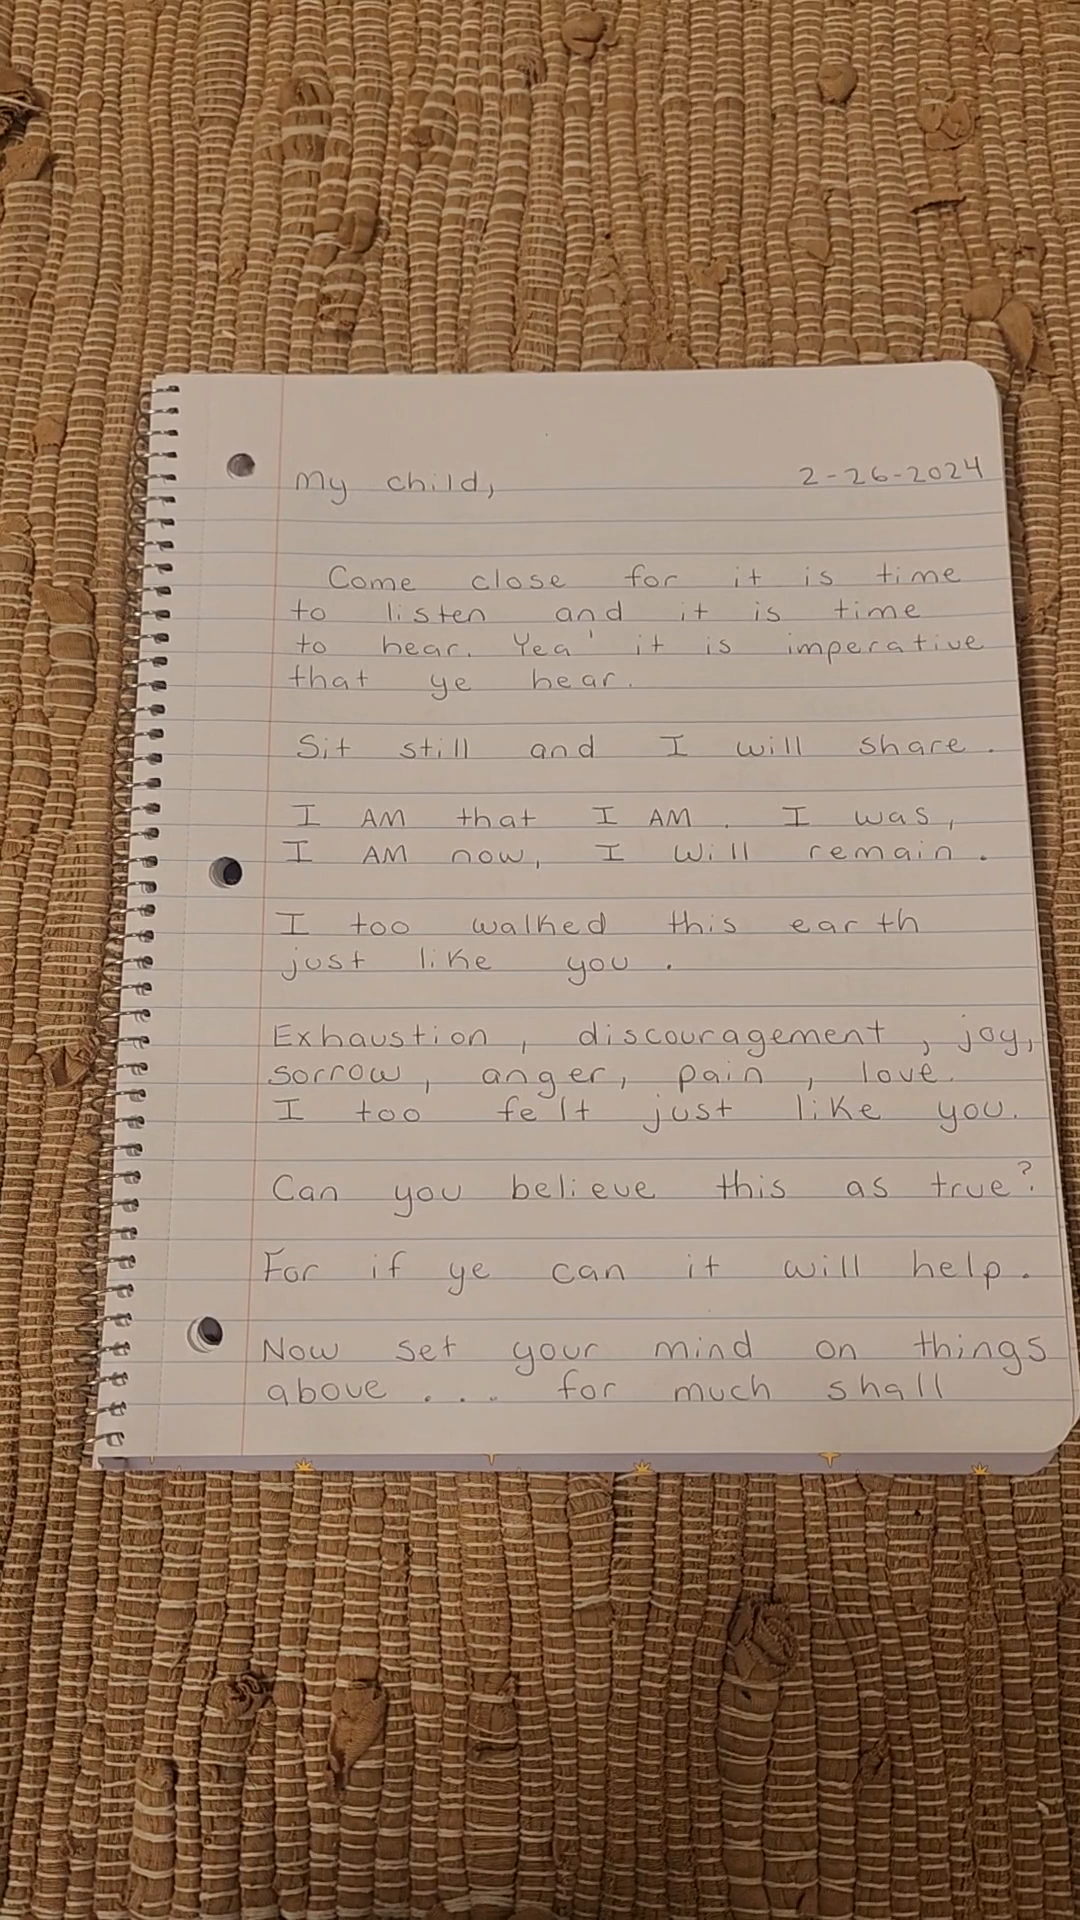 My child, 2-26-2024
Come close for it is time
to listen and it is time
to hear. Yea' it is imperative
that ye hear.
Sit still and I will share.
I AM that I AM. I was,
I AM now, I will remain.
I too walked this earth
just like you.
Exhaustion, discouragement, joy,
sorrow, anger, pain, love.
I too felt just like you.
Can you believe this as true?
For if ye can it will help.
Now set your mind on things
above .... for much shall